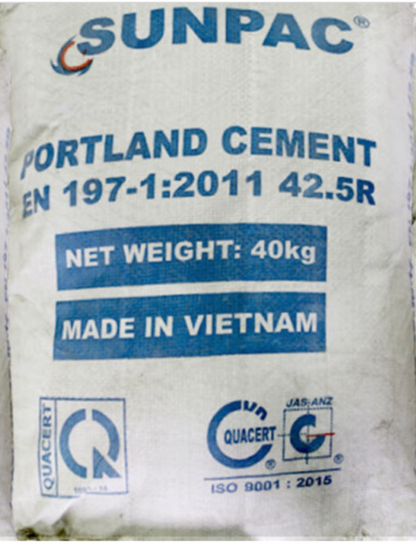 SUNPAC®
PORTLAND CEMENT
EN 197-1:2011 42.5R
NET WEIGHT: 40kg
MADE IN VIETNAM
QUACERT
JAS-ANZ
QUACERT
®
®
ISO 9001 : 2015